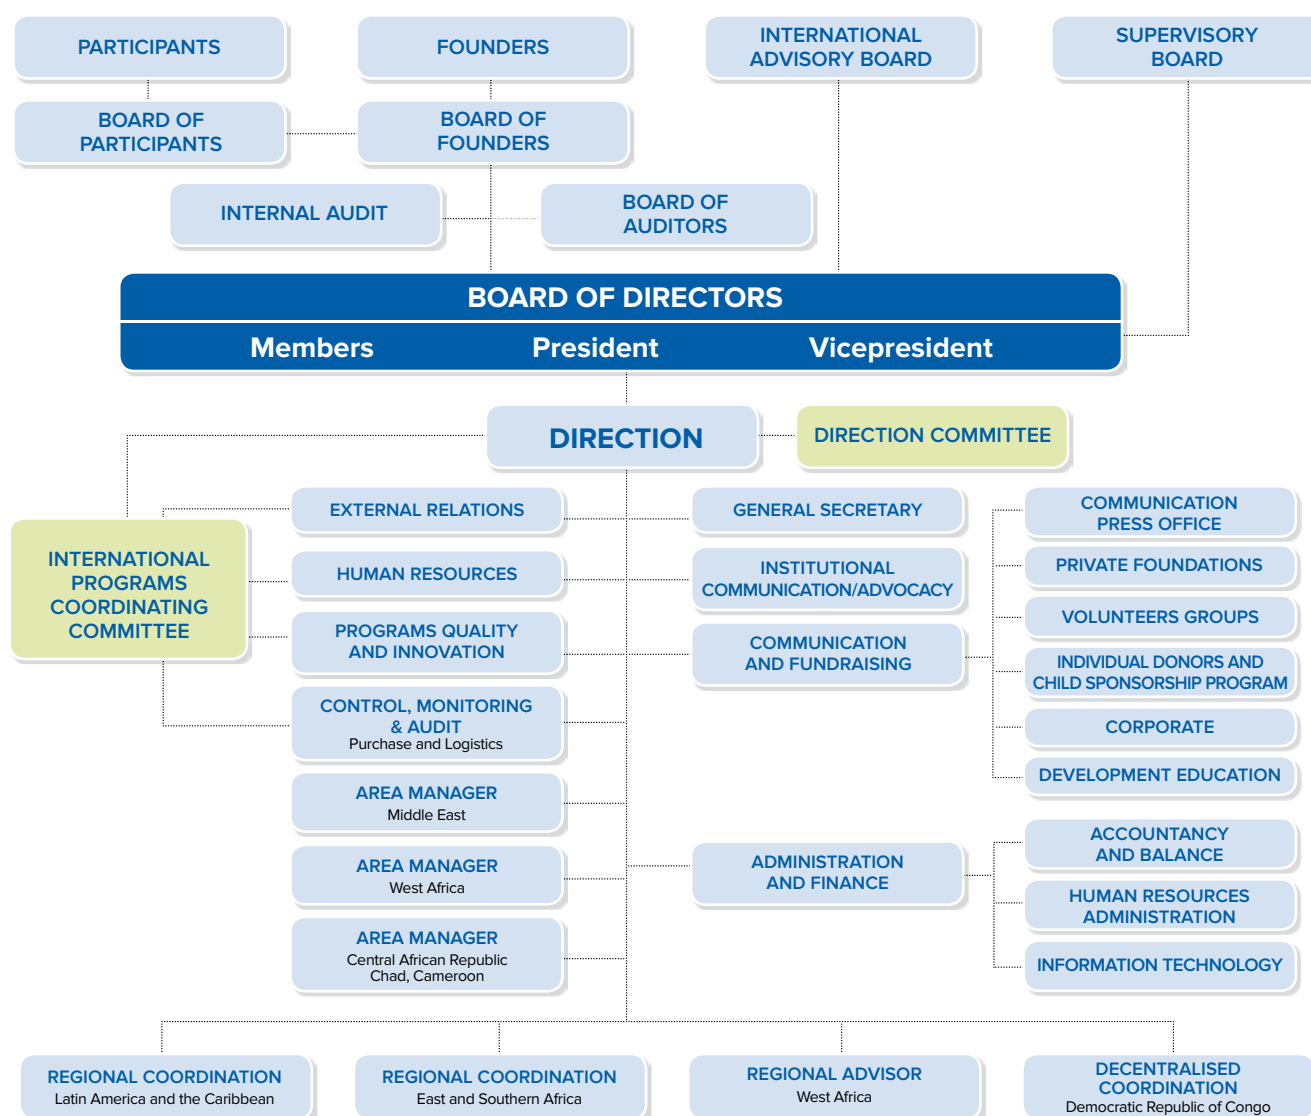 PARTICIPANTS
FOUNDERS
INTERNATIONAL
ADVISORY BOARD
SUPERVISORY
BOARD
BOARD OF
PARTICIPANTS
BOARD OF
FOUNDERS
INTERNAL AUDIT
BOARD OF
AUDITORS
BOARD OF DIRECTORS
Members President Vicepresident
DIRECTION
DIRECTION COMMITTEE
INTERNATIONAL
PROGRAMS
COORDINATING
COMMITTEE
EXTERNAL RELATIONS
HUMAN RESOURCES
PROGRAMS QUALITY
AND INNOVATION
CONTROL, MONITORING
& AUDIT
Purchase and Logistics
AREA MANAGER
Middle East
AREA MANAGER
West Africa
AREA MANAGER
Central African Republic
Chad, Cameroon
GENERAL SECRETARY
INSTITUTIONAL
COMMUNICATION/ADVOCACY
COMMUNICATION
AND FUNDRAISING
ADMINISTRATION
AND FINANCE
COMMUNICATION
PRESS OFFICE
PRIVATE FOUNDATIONS
VOLUNTEERS GROUPS
INDIVIDUAL DONORS AND
CHILD SPONSORSHIP PROGRAM
CORPORATE
DEVELOPMENT EDUCATION
ACCOUNTANCY
AND BALANCE
HUMAN RESOURCES
ADMINISTRATION
INFORMATION TECHNOLOGY
REGIONAL COORDINATION
Latin America and the Caribbean
REGIONAL COORDINATION
East and Southern Africa
REGIONAL ADVISOR
West Africa
DECENTRALISED
COORDINATION
Democratic Republic of Congo